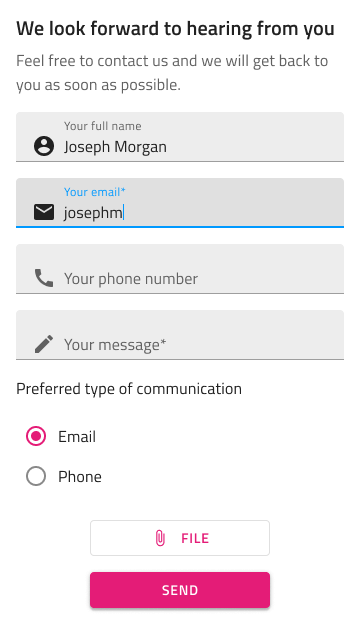 We look forward to hearing from you
Feel free to contact us and we will get back to
you as soon as possible.
Your full name
Joseph Morgan
Your email*
josephm
Your phone number
Your message*
Preferred type of communication
Email
Phone
FILE
SEND